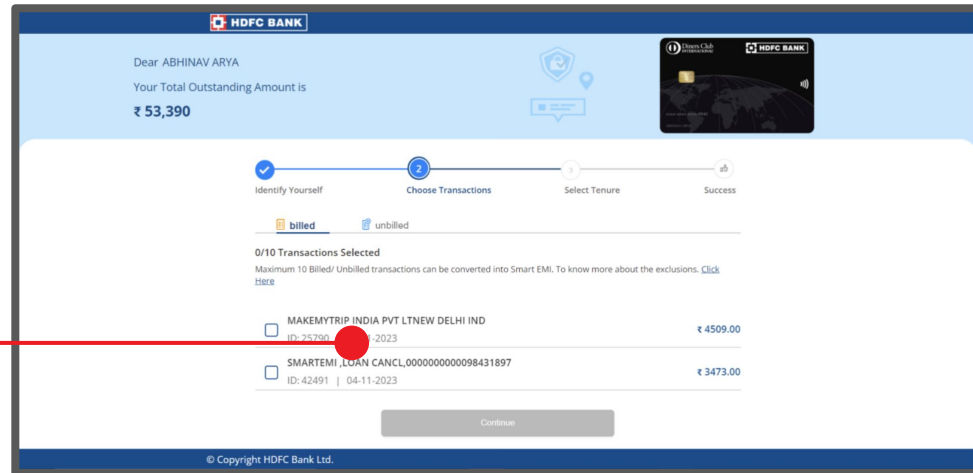 HDFC BANK
Dear ABHINAV ARYA
Your Total Outstanding Amount is
₹ 53,390
Diners Club
INTERNATIONAL
HDFC BANK
2
3
Identify Yourself
Choose Transactions
Select Tenure
Success
billed
unbilled
0/10 Transactions Selected
Maximum 10 Billed/ Unbilled transactions can be converted into Smart EMI. To know more about the exclusions. Click
Here
MAKEMYTRIP INDIA PVT LTNEW DELHI IND
₹ 4509.00
ID: 25790 -2023
SMARTEMI ,LOAN CANCL,0000000000098431897
₹ 3473.00
ID: 42491 | 04-11-2023
Continue
© Copyright HDFC Bank Ltd.